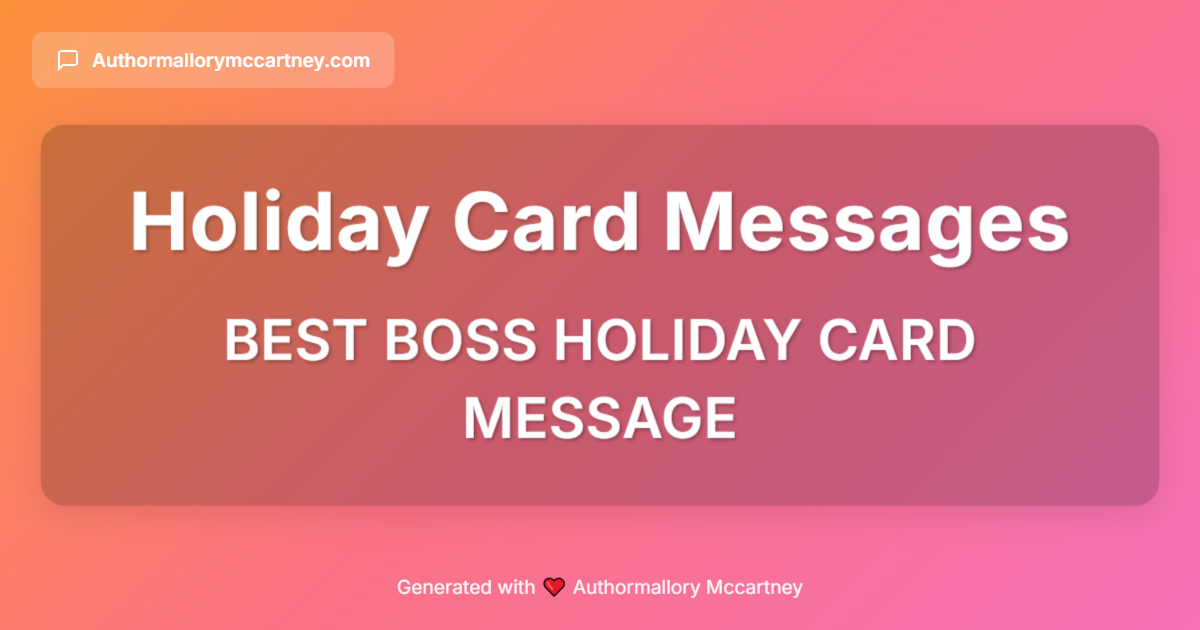 Authormallorymccartney.com
Holiday Card Messages
BEST BOSS HOLIDAY CARD
MESSAGE
Generated with ❤️ Authormallory Mccartney